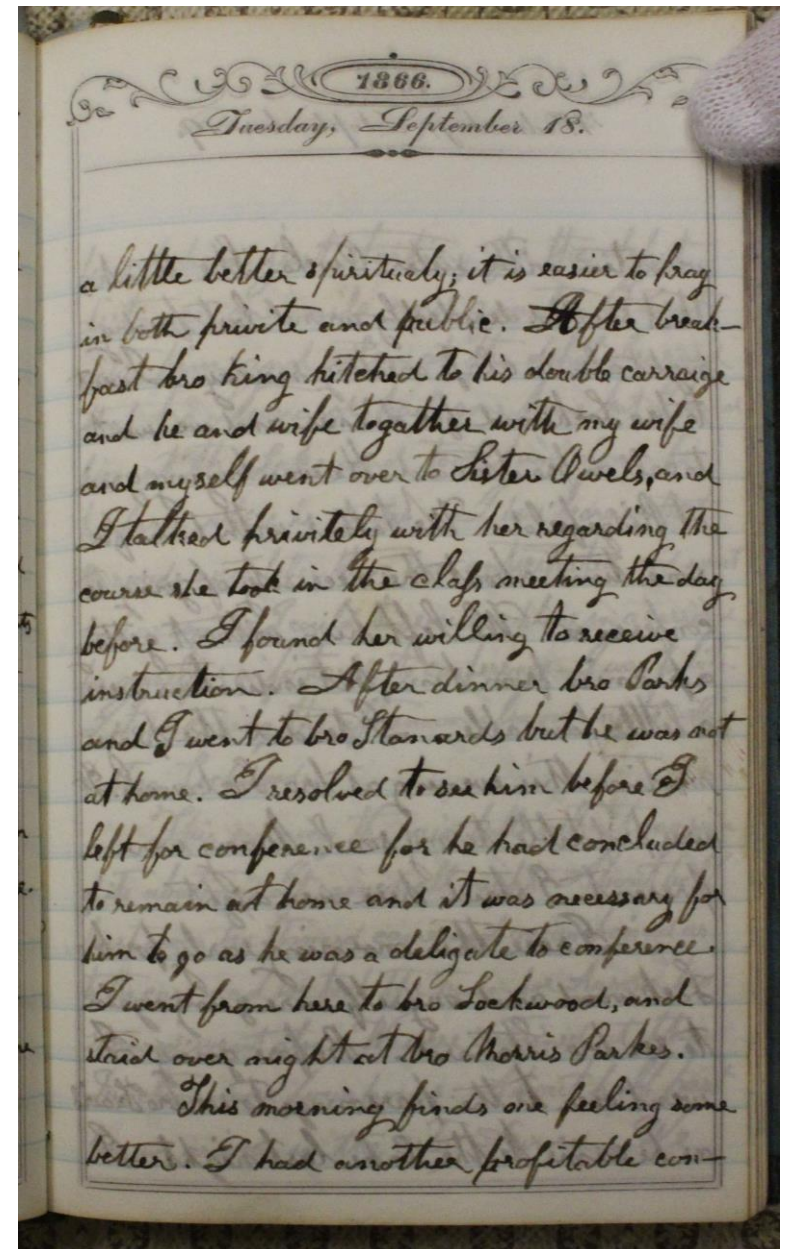 1866.
Tuesday, September 18.
a little better spiritualy; it is easier to pray
in both privite and public. After break-
fast bro King hitched to his double carraige
and he and wife togather with my wife
and myself went over to Sister Owels, and
I talked privitely with her regarding the
course she took in the class meeting the day
before. I found her willing to receive
instruction. After dinner bro Parks
and I went to bro Stanards but he was not
at home. I resolved to see him before I
left for conference for he had concluded
to remain at home and it was necessary for
him to go as he was a deligate to conference.
I went from here to bro Lockwood, and
staid over night at bro Morris Parkes.
This morning finds me feeling some
better. I had another profitable con-